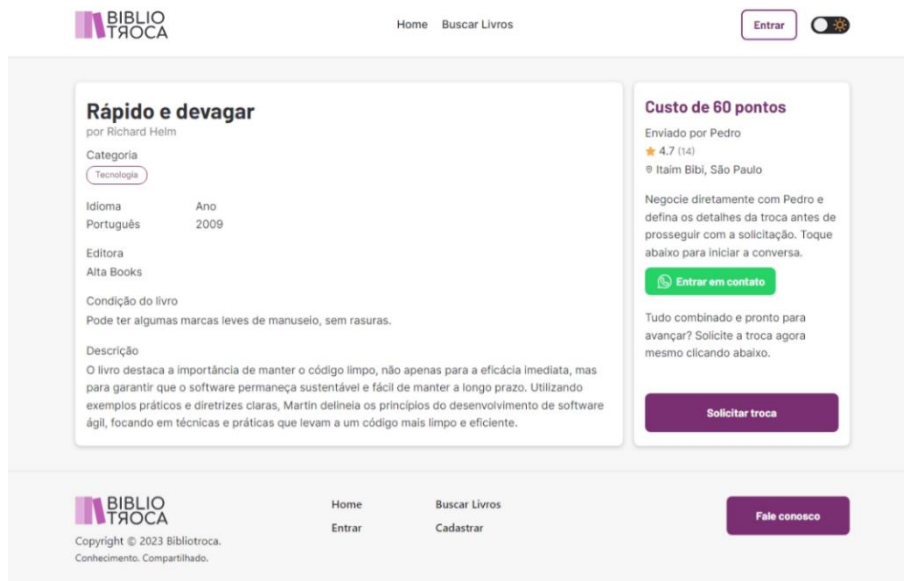 BIBLIO
TROCA
Home
Buscar Livros
Entrar
Rápido e devagar
por Richard Helm
Categoria
Tecnologia
Idioma
Ano
Português
2009
Editora
Alta Books
Condição do livro
Pode ter algumas marcas leves de manuseio, sem rasuras.
Descrição
O livro destaca a importância de manter o código limpo, não apenas para a eficácia imediata, mas
para garantir que o software permaneça sustentável e fácil de manter a longo prazo. Utilizando
exemplos práticos e diretrizes claras, Martin delineia os princípios do desenvolvimento de software
ágil, focando em técnicas e práticas que levam a um código mais limpo e eficiente.
Custo de 60 pontos
Enviado por Pedro
4.7 (14)
Itaim Bibi, São Paulo
Negocie diretamente com Pedro e
defina os detalhes da troca antes de
prosseguir com a solicitação. Toque
abaixo para iniciar a conversa.
Entrar em contato
Tudo combinado e pronto para
avançar? Solicite a troca agora
mesmo clicando abaixo.
Solicitar troca
BIBLIO
TROCA
Copyright © 2023 Bibliotroca.
Conhecimento. Compartilhado.
Home
Buscar Livros
Entrar
Cadastrar
Fale conosco